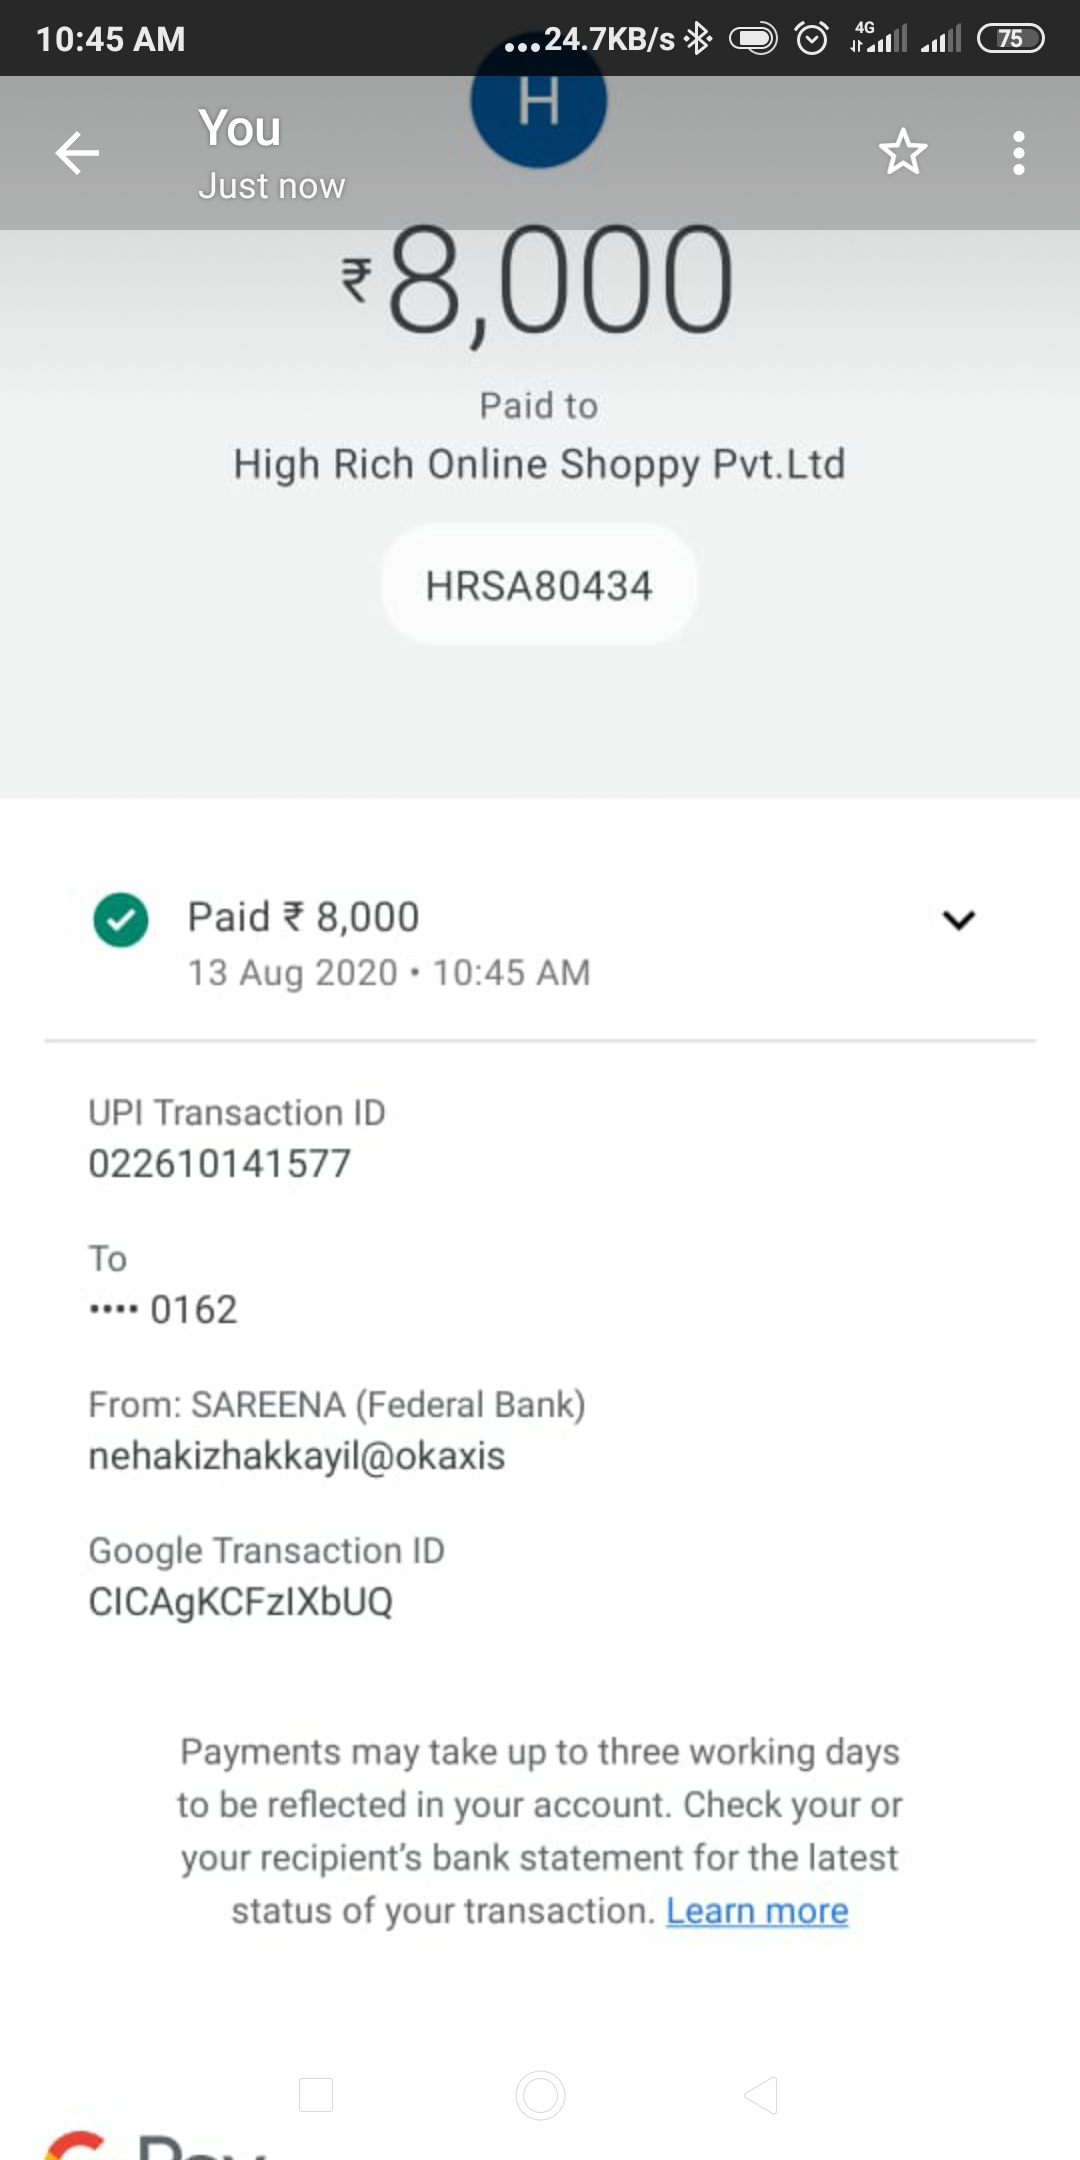 10:45 AM
...24.7KB/s
4G
75
H
You
Just now
₹8,000
Paid to
High Rich Online Shoppy Pvt.Ltd
HRSA80434
Paid ₹ 8,000
13 Aug 2020 • 10:45 AM
UPI Transaction ID
022610141577
To
•••• 0162
From: SAREENA (Federal Bank)
nehakizhakkayil@okaxis
Google Transaction ID
CICAgKCFzIXbUQ
Payments may take up to three working days
to be reflected in your account. Check your or
your recipient's bank statement for the latest
status of your transaction. Learn more
G Pay